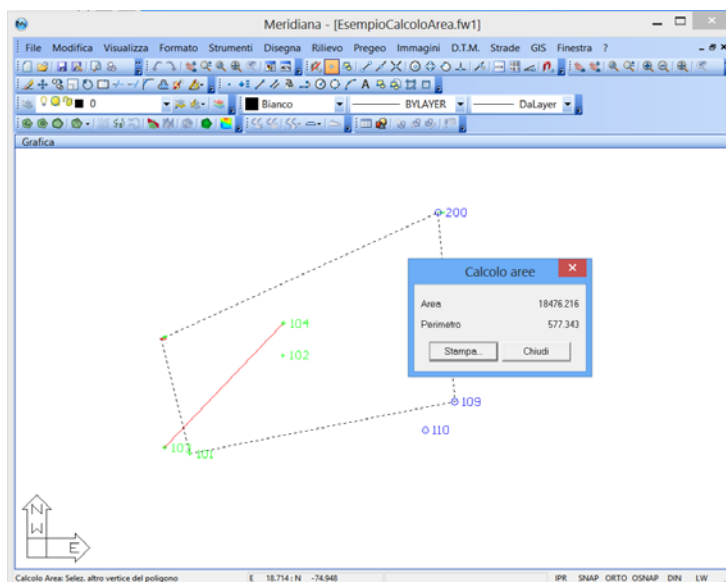 Meridiana - [EsempioCalcoloArea.fw1]
File Modifica Visualizza Formato Strumenti Disegna Rilievo Pregeo Immagini D.T.M. Strade GIS Finestra ?
0 Bianco BYLAYER DaLayer
Grafica
200
Calcolo aree
Area 18476.216
Perimetro 577.343
Stampa... Chiudi
104
102
109
110
103
101
N
W
E
Calcolo Area: Selez. altro vertice del poligono E 18.714 : N -74.948 IPR SNAP ORTO OSNAP DIN LW